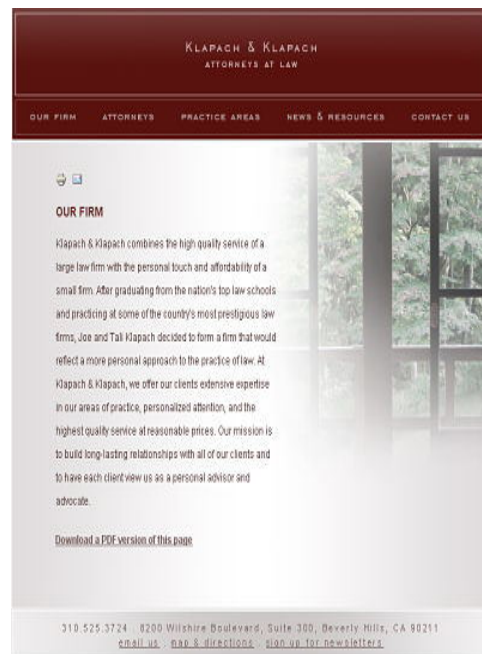 KLAPACH & KLAPACH
ATTORNEYS AT LAW
OUR FIRM ATTORNEYS PRACTICE AREAS NEWS & RESOURCES CONTACT US
OUR FIRM
Klapach & Klapach combines the high quality service of a
large law firm with the personal touch and affordability of a
small firm. After graduating from the nation's top law schools
and practicing at some of the country's most prestigious law
firms, Joe and Tali Klapach decided to form a firm that would
reflect a more personal approach to the practice of law. At
Klapach & Klapach, we offer our clients extensive expertise
in our areas of practice, personalized attention, and the
highest quality service at reasonable prices. Our mission is
to build long-lasting relationships with all of our clients and
to have each client view us as a personal advisor and
advocate.
Download a PDF version of this page
310.525.3724 . 8200 Wilshire Boulevard, Suite 300, Beverly Hills, CA 90211
email us . map & directions . sign up for newsletters